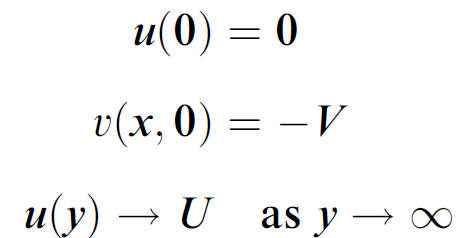 u(0) = 0
v(x, 0) = −V
u(y) → U as y → ∞